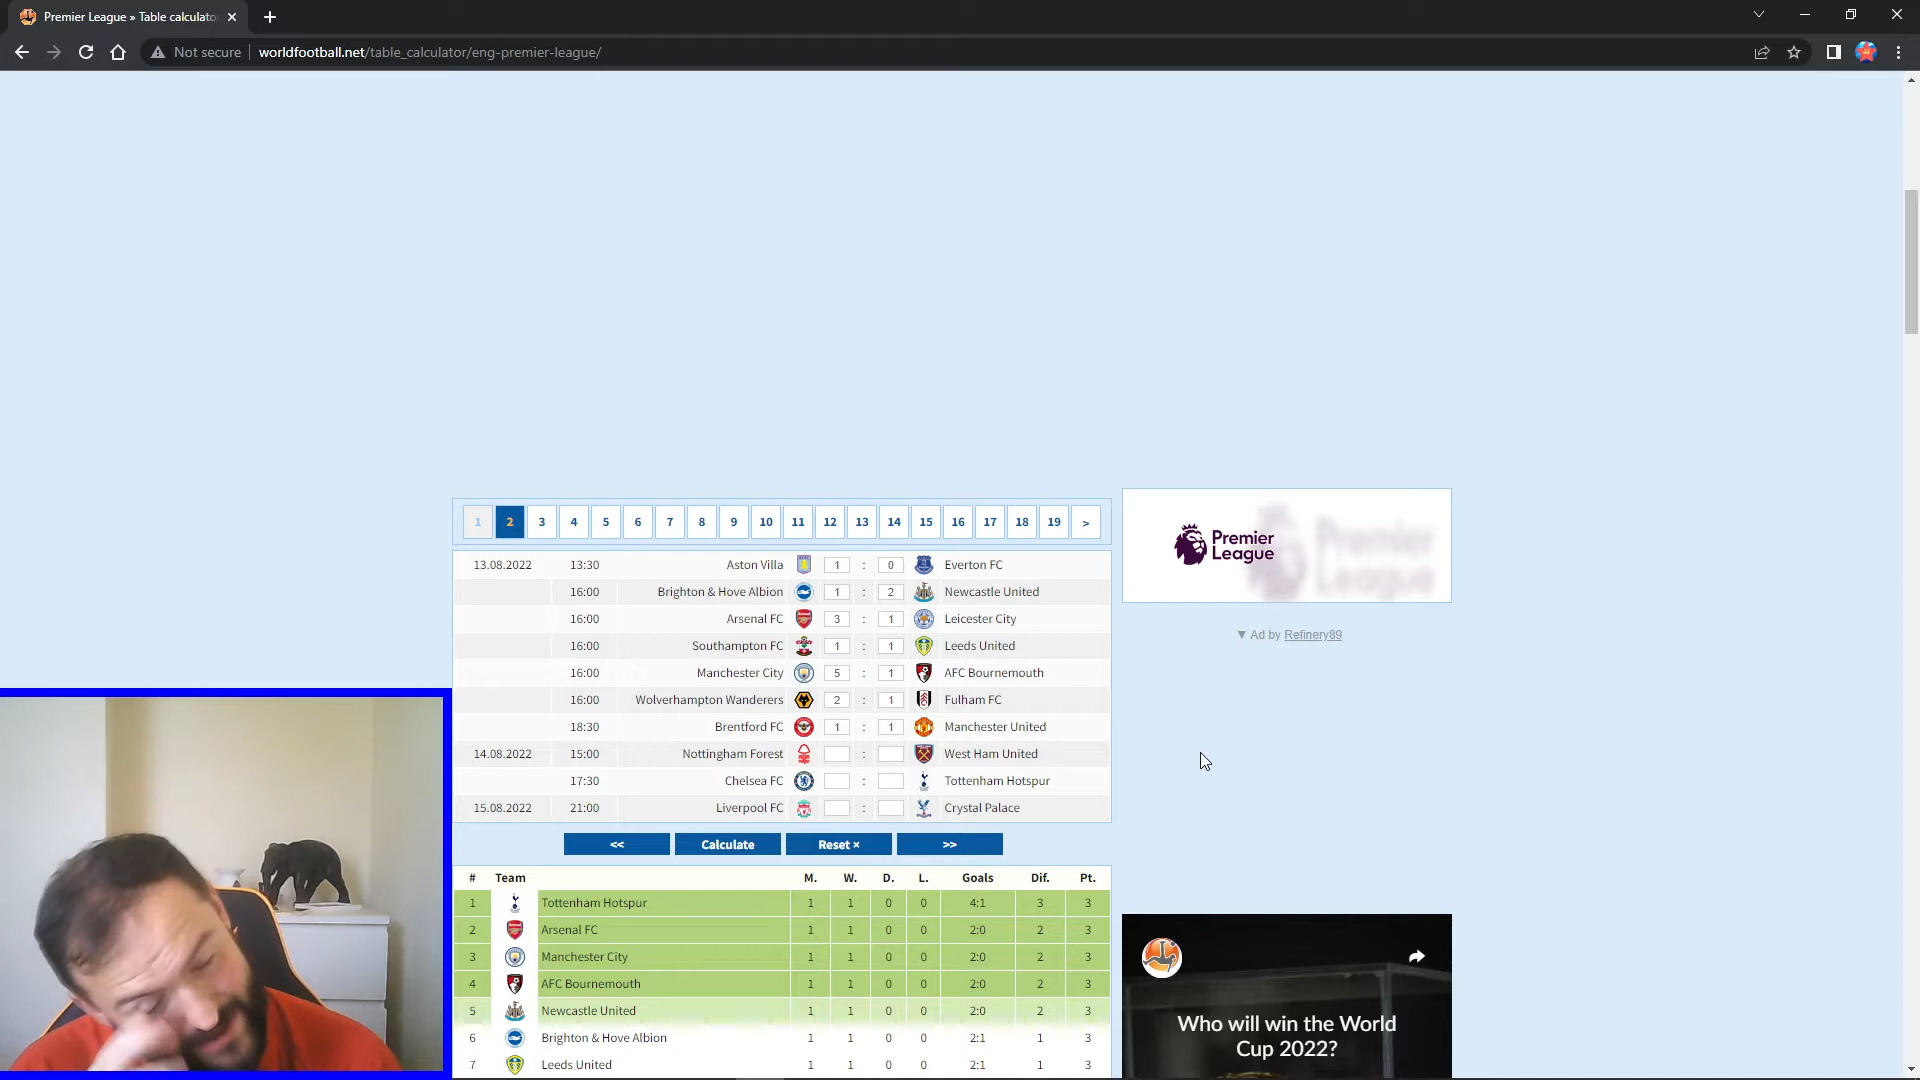 Premier League » Table calculato
Not secure worldfootball.net/table_calculator/eng-premier-league/
1 2 3 4 5 6 7 8 9 10 11 12 13 14 15 16 17 18 19 >
13.08.2022 13:30 Aston Villa 1 : 0 Everton FC
16:00 Brighton & Hove Albion 1 : 2 Newcastle United
16:00 Arsenal FC 3 : 1 Leicester City
16:00 Southampton FC 1 : 1 Leeds United
16:00 Manchester City 5 : 1 AFC Bournemouth
16:00 Wolverhampton Wanderers 2 : 1 Fulham FC
18:30 Brentford FC 1 : 1 Manchester United
14.08.2022 15:00 Nottingham Forest : West Ham United
17:30 Chelsea FC : Tottenham Hotspur
15.08.2022 21:00 Liverpool FC : Crystal Palace
<< Calculate Reset × >>
# Team M. W. D. L. Goals Dif. Pt.
1 Tottenham Hotspur 1 1 0 0 4:1 3 3
2 Arsenal FC 1 1 0 0 2:0 2 3
3 Manchester City 1 1 0 0 2:0 2 3
4 AFC Bournemouth 1 1 0 0 2:0 2 3
5 Newcastle United 1 1 0 0 2:0 2 3
6 Brighton & Hove Albion 1 1 0 0 2:1 1 3
7 Leeds United 1 1 0 0 2:1 1 3
Premier
League
Premier
League
▼ Ad by Refinery89
Who will win the World
Cup 2022?